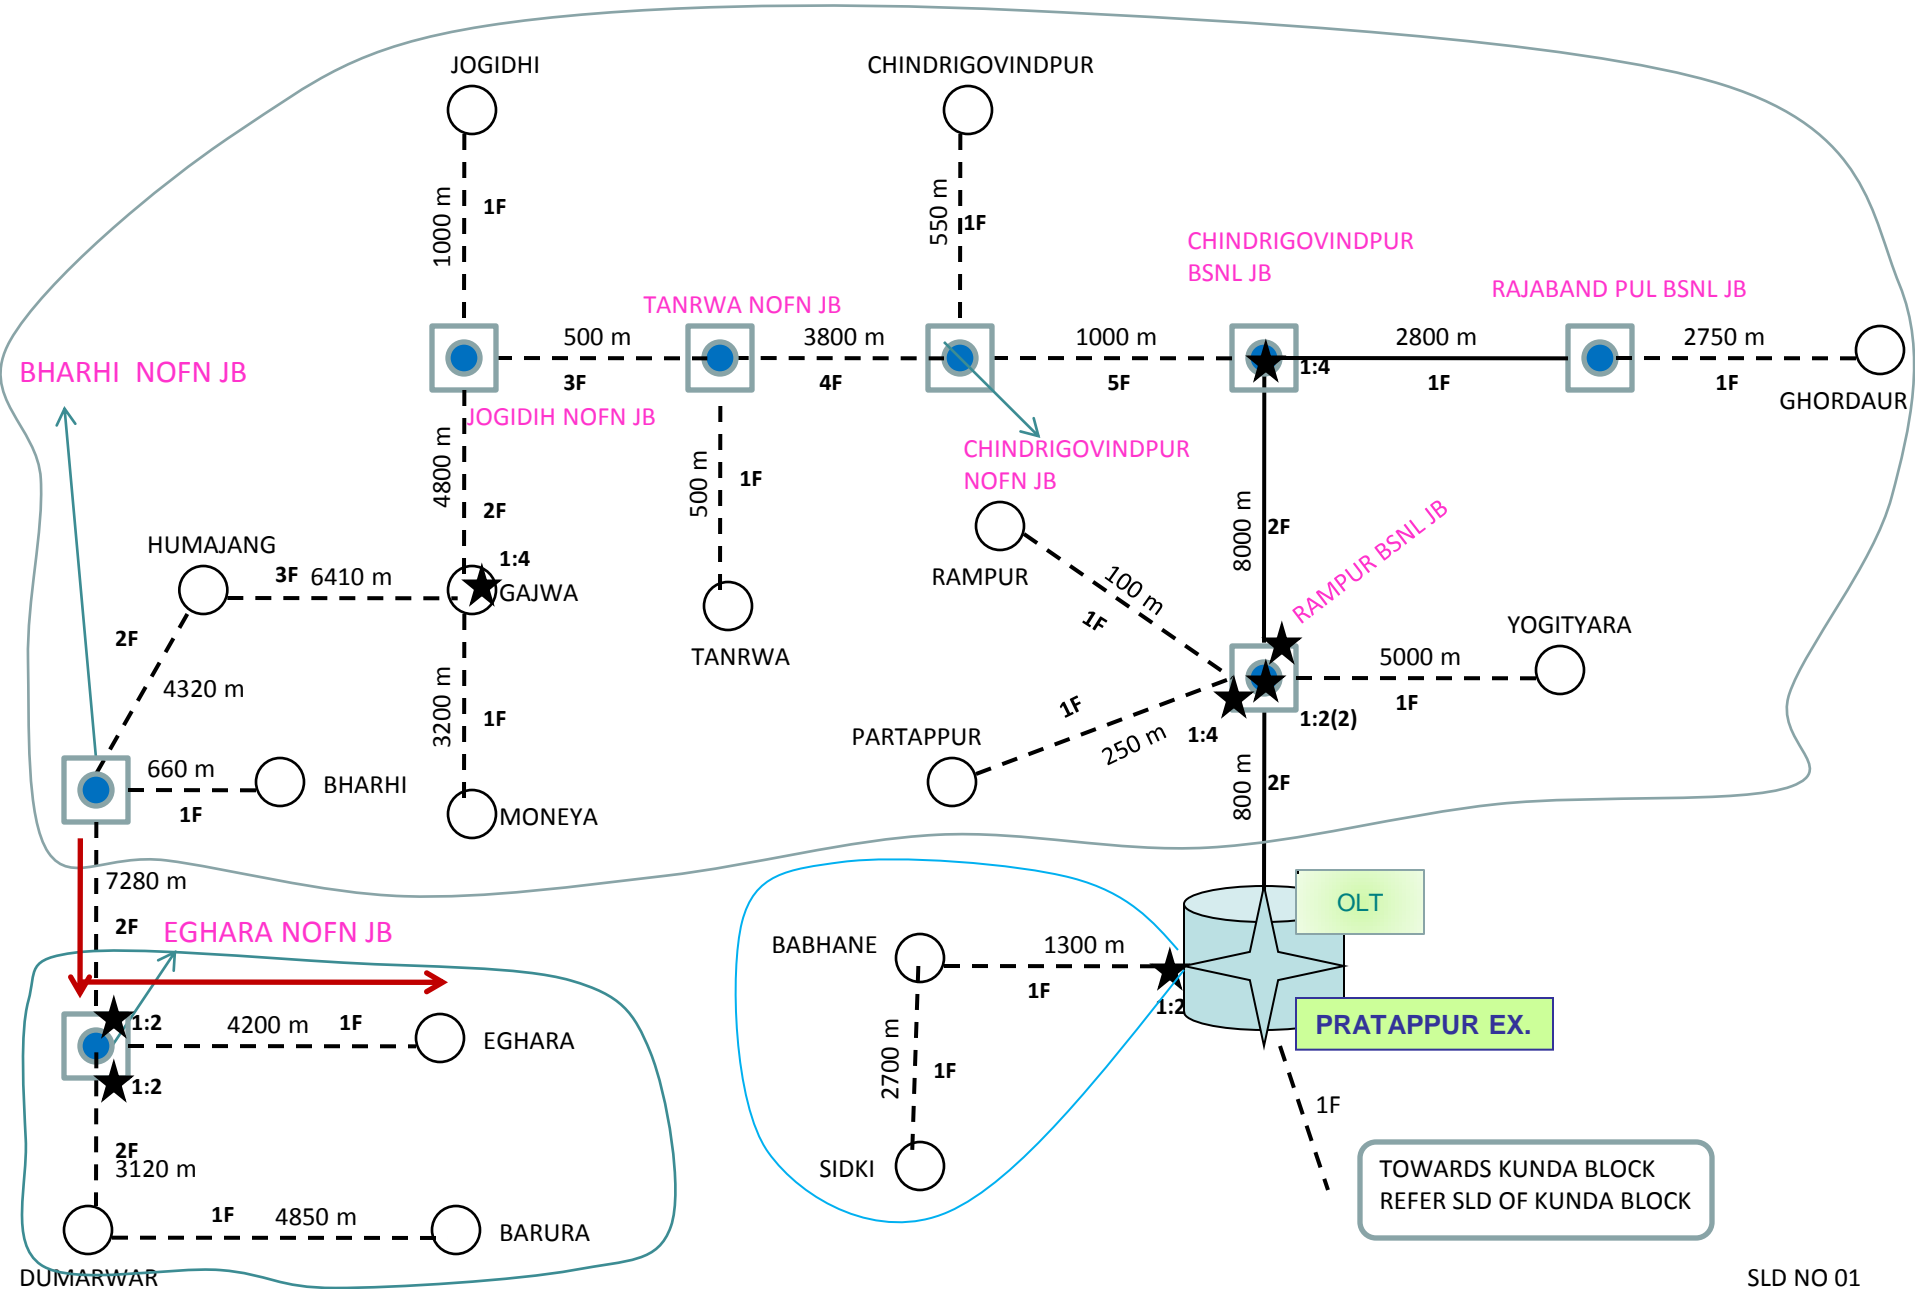 JOGIDHI
CHINDRIGOVINDPUR
1000 m
1F
550 m
1F
CHINDRIGOVINDPUR
BSNL JB
TANRWA NOFN JB
RAJABAND PUL BSNL JB
500 m
3800 m
1000 m
2800 m
2750 m
BHARHI  NOFN JB
3F
4F
5F
1:4
1F
1F
GHORDAUR
JOGIDIH NOFN JB
CHINDRIGOVINDPUR
NOFN JB
4800 m
2F
500 m
1F
8000 m
2F
RAMPUR BSNL JB
HUMAJANG
3F
6410 m
1:4
GAJWA
RAMPUR
100 m
1F
YOGITYARA
2F
4320 m
TANRWA
5000 m
1F
3200 m
1F
PARTAPPUR
1F
250 m
1:4
1:2(2)
660 m
1F
BHARHI
MONEYA
800 m
2F
7280 m
2F
EGHARA NOFN JB
OLT
BABHANE
1300 m
1F
1:2
PRATAPPUR EX.
1:2
4200 m
1F
EGHARA
1:2
2700 m
1F
1F
2F
3120 m
SIDKI
TOWARDS KUNDA BLOCK
REFER SLD OF KUNDA BLOCK
1F
4850 m
BARURA
DUMARWAR
SLD NO 01